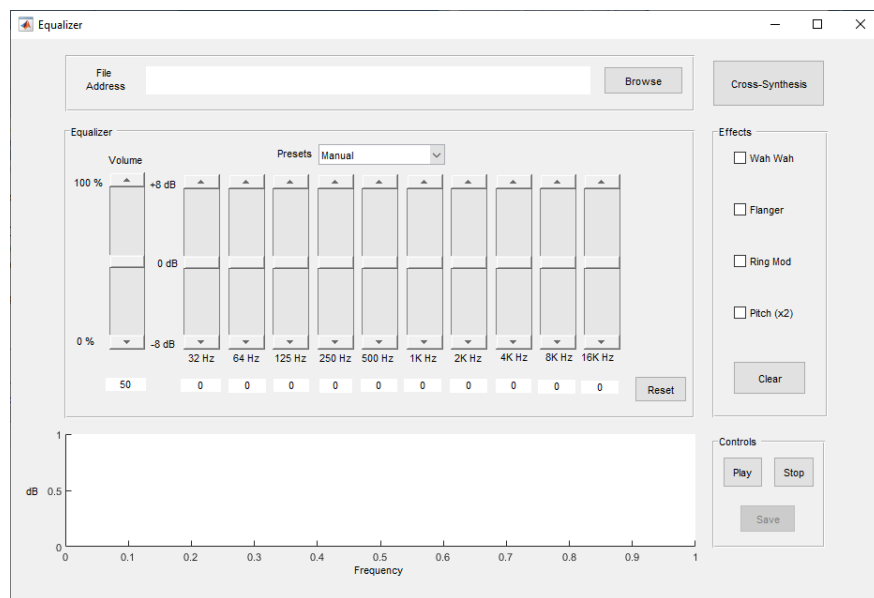 Equalizer
File
Address
Browse
Cross-Synthesis
Equalizer
Effects
Presets Manual
Volume
Wah Wah
100 %
+8 dB
Flanger
0 dB
Ring Mod
Pitch (x2)
0 %
-8 dB
32 Hz 64 Hz 125 Hz 250 Hz 500 Hz 1K Hz 2K Hz 4K Hz 8K Hz 16K Hz
50 0 0 0 0 0 0 0 0 0 0
Reset
Clear
Controls
Play Stop
Save
1
dB 0.5
0
0 0.1 0.2 0.3 0.4 0.5 0.6 0.7 0.8 0.9 1
Frequency